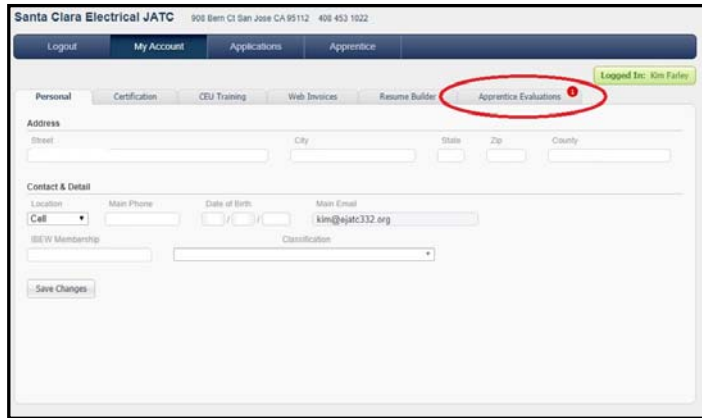 Santa Clara Electrical JATC 908 Bern Ct San Jose CA 95112 408 453 1022
Logout My Account Applications Apprentice
Logged In: Kim Farley
Personal Certification CEU Training Web Invoices Resume Builder Apprentice Evaluations 1
Address
Street City State Zip County
Contact & Detail
Location Main Phone Date of Birth Main Email
Cell / / kim@ejatc332.org
IBEW Membership Classification
Save Changes